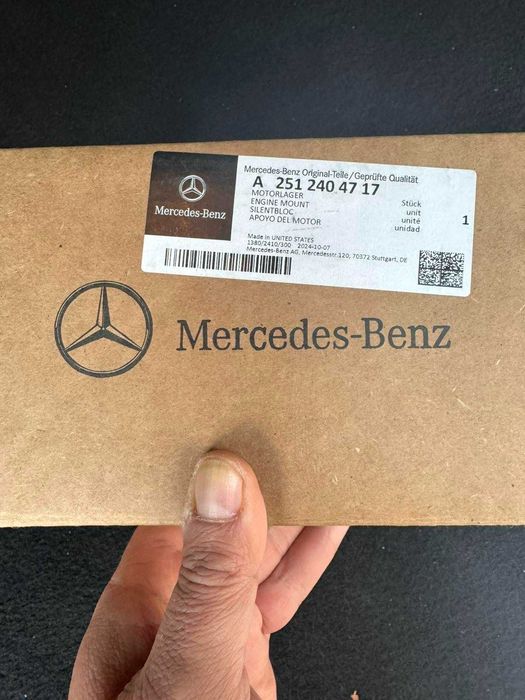 Mercedes-Benz
Mercedes-Benz Original-Teile/Geprüfte Qualität
A 251 240 47 17
MOTORLAGER
ENGINE MOUNT
SILENTBLOC
APOYO DEL MOTOR
Stück
unit
unité
unidad
1
Made in UNITED STATES
1380/2410/300 2024-10-07
Mercedes-Benz AG, Mercedesstr.120, 70372 Stuttgart, DE
Mercedes-Benz